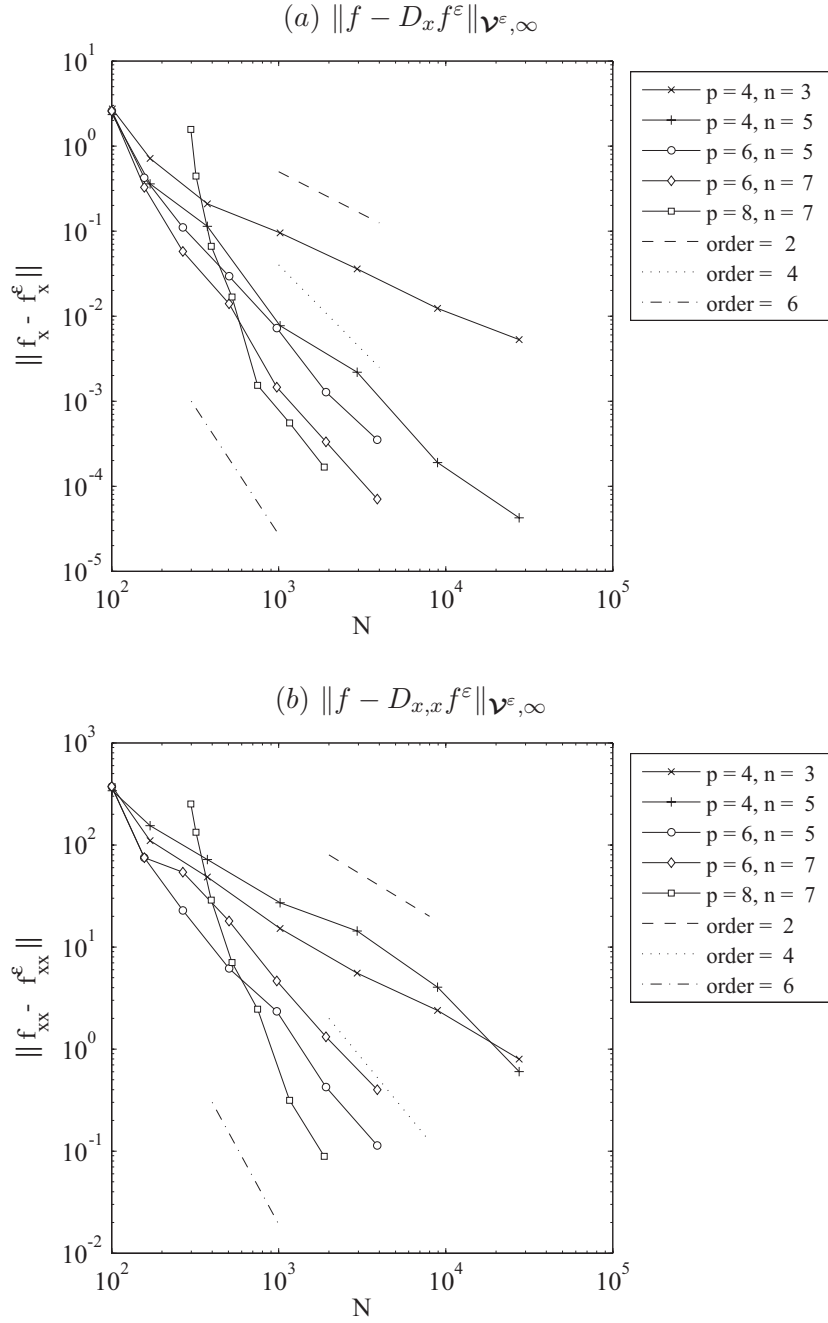 (a) ‖f − D_x f^ε‖_{𝓥^ε,∞}
10^1
10^0
10^-1
10^-2
10^-3
10^-4
10^-5
|| f_x - f_x^ε ||
10^2 10^3 10^4 10^5
N
p = 4, n = 3
p = 4, n = 5
p = 6, n = 5
p = 6, n = 7
p = 8, n = 7
order = 2
order = 4
order = 6
(b) ‖f − D_{x,x} f^ε‖_{𝓥^ε,∞}
10^3
10^2
10^1
10^0
10^-1
10^-2
|| f_xx - f_xx^ε ||
10^2 10^3 10^4 10^5
N
p = 4, n = 3
p = 4, n = 5
p = 6, n = 5
p = 6, n = 7
p = 8, n = 7
order = 2
order = 4
order = 6